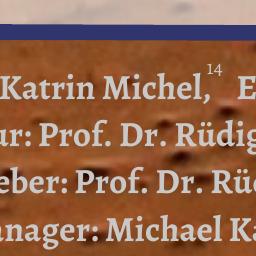 Katrin Michel,¹⁴ E
ur: Prof. Dr. Rüdig
eber: Prof. Dr. Rü
anager: Michael Ka